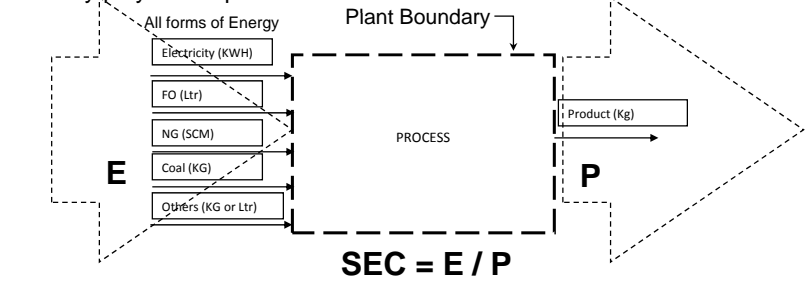 All forms of Energy
Plant Boundary
Electricity (KWH)
FO (Ltr)
NG (SCM)
Coal (KG)
Others (KG or Ltr)
E
PROCESS
Product (Kg)
P
SEC = E / P